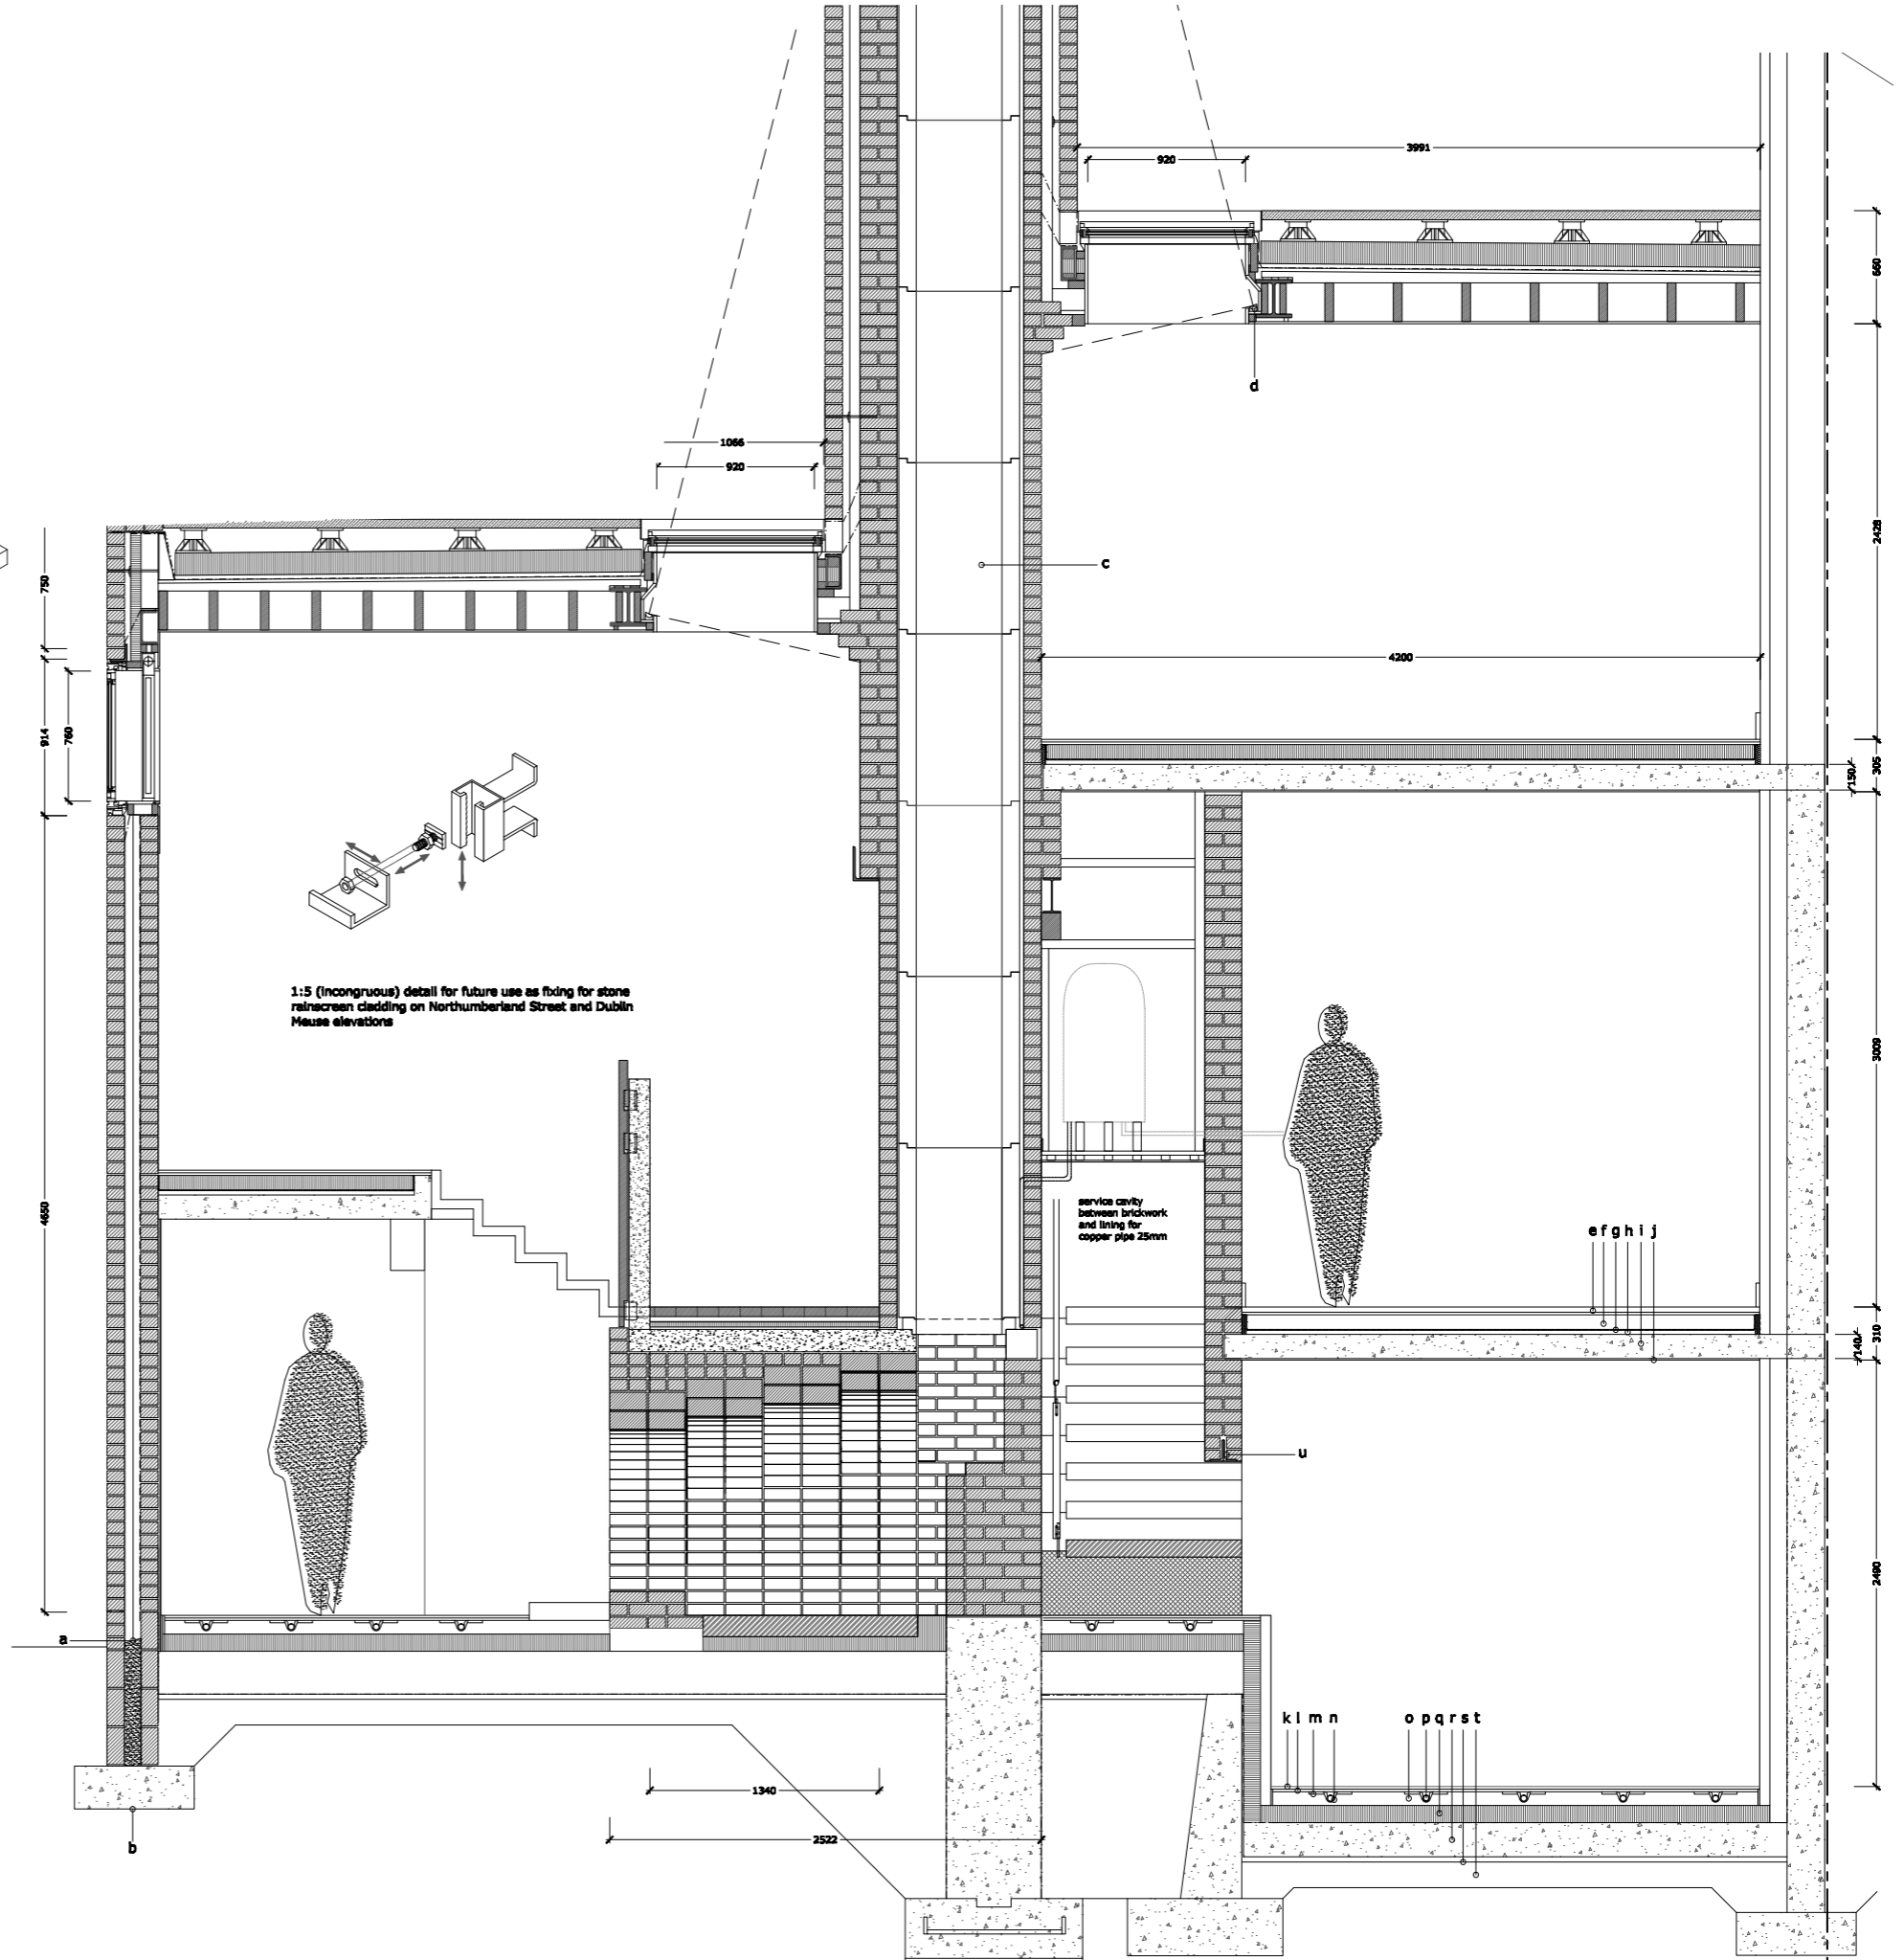 3991
920
660
d
1066
920
c
2428
750
4200
914
760
150
305
1:5 (incongruous) detail for future use as fixing for stone
rainscreen cladding on Northumberland Street and Dublin
Meuse elevations
3009
service cavity
between brickwork
and lining for
copper pipe 25mm
4650
e f g h i j
310
140
u
2490
a
k l m n o p q r s t
1340
2522
b